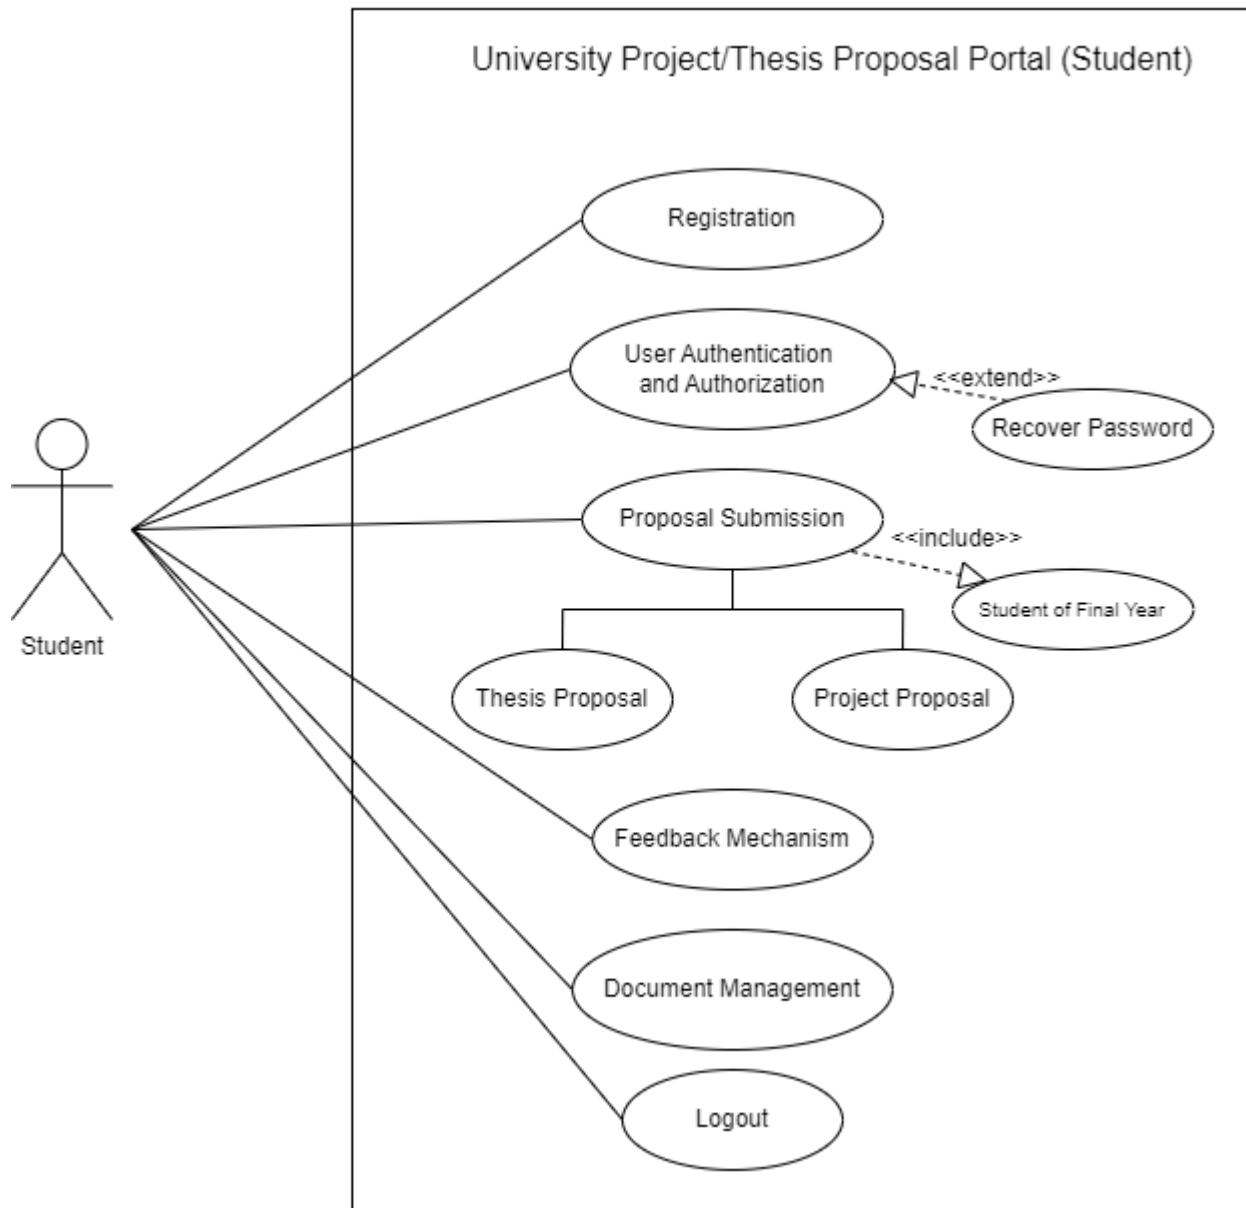 University Project/Thesis Proposal Portal (Student)
Registration
User Authentication
and Authorization
<<extend>>
Recover Password
Proposal Submission
<<include>>
Student of Final Year
Student
Thesis Proposal
Project Proposal
Feedback Mechanism
Document Management
Logout